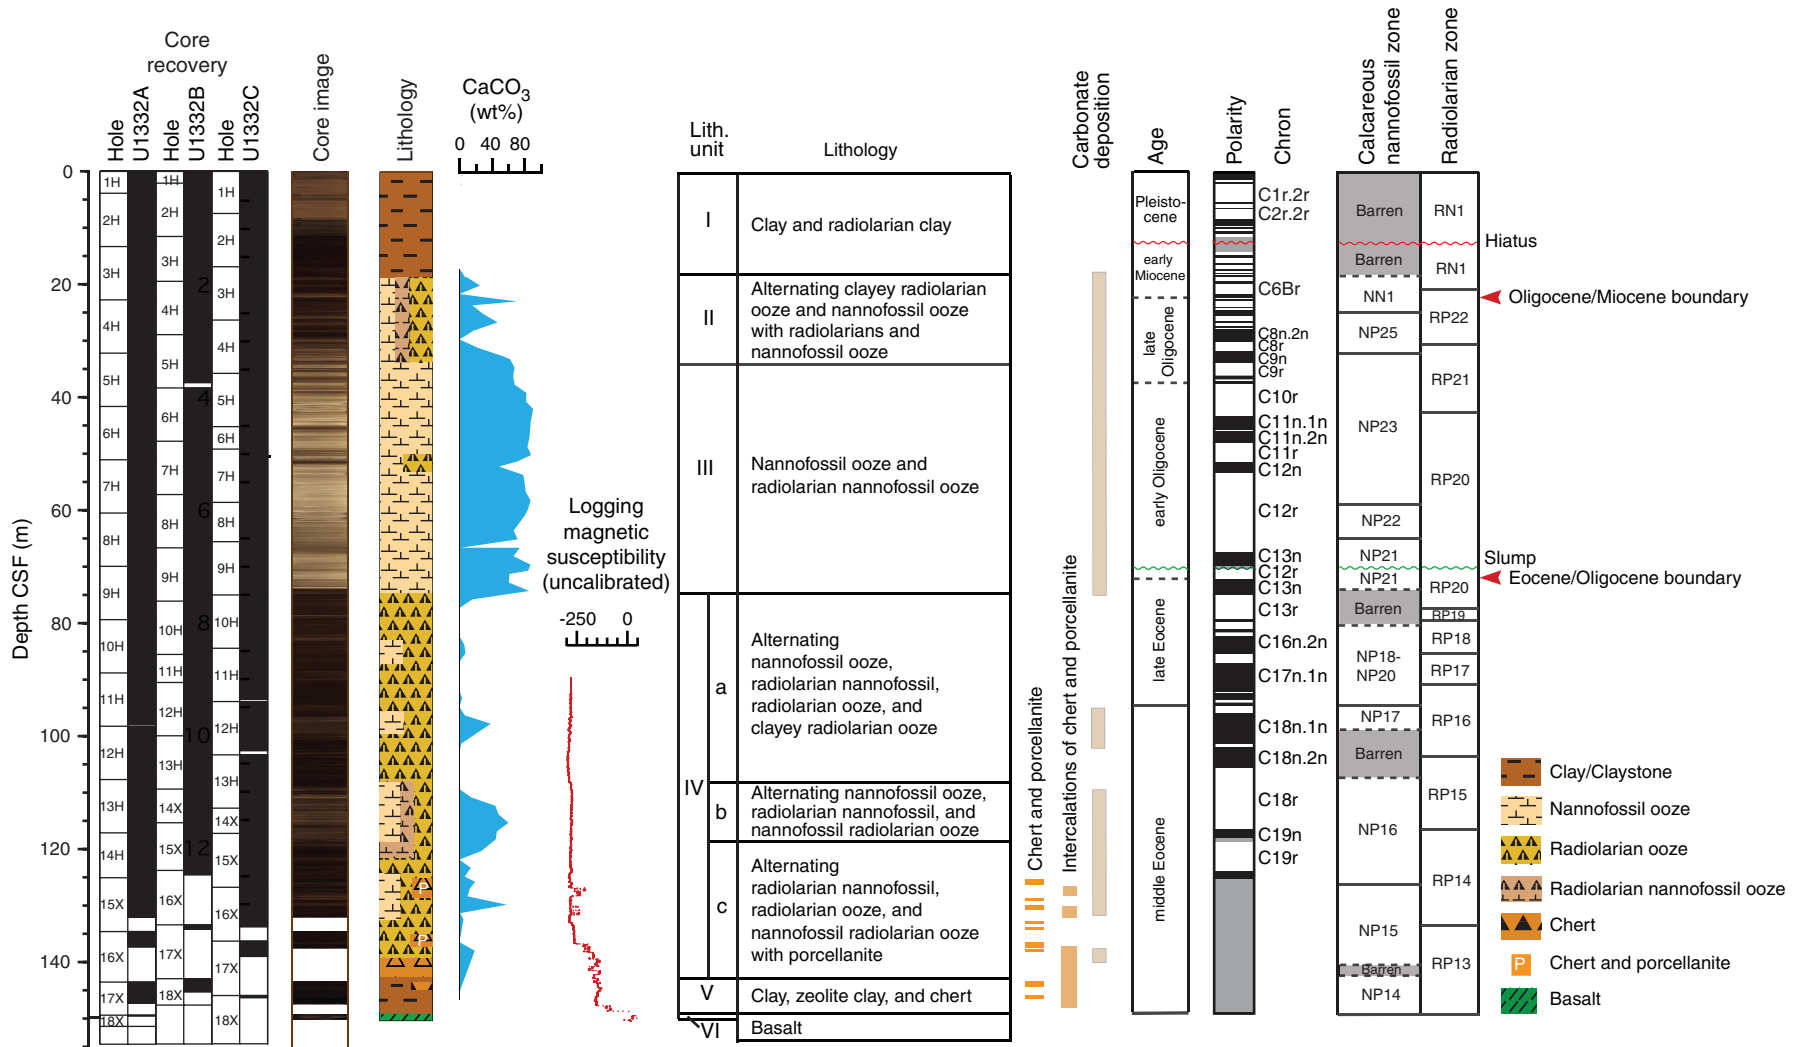 Core
recovery
Hole
U1332A
Hole
U1332B
Hole
U1332C
Core image
Lithology
CaCO3
(wt%)
0 40 80
Lith.
unit
Lithology
Carbonate
deposition
Age
Polarity
Chron
Calcareous
nannofossil zone
Radiolarian zone
Depth CSF (m)
0
20
40
60
80
100
120
140
1H
2H
3H
4H
5H
6H
7H
8H
9H
10H
11H
12H
13H
14H
15X
16X
17X
18X
1H
2H
3H
4H
5H
6H
7H
8H
9H
10H
11H
12H
13H
14X
15X
16X
17X
18X
2
4
6
8
10
12
1H
2H
3H
4H
5H
6H
7H
8H
9H
10H
11H
12H
13H
14X
15X
16X
17X
18X
P
P
Logging
magnetic
susceptibility
(uncalibrated)
-250 0
I
Clay and radiolarian clay
II
Alternating clayey radiolarian
ooze and nannofossil ooze
with radiolarians and
nannofossil ooze
III
Nannofossil ooze and
radiolarian nannofossil ooze
IV
a
Alternating
nannofossil ooze,
radiolarian nannofossil,
radiolarian ooze, and
clayey radiolarian ooze
b
Alternating nannofossil ooze,
radiolarian nannofossil, and
nannofossil radiolarian ooze
c
Alternating
radiolarian nannofossil,
radiolarian ooze, and
nannofossil radiolarian ooze
with porcellanite
V
Clay, zeolite clay, and chert
VI
Basalt
Chert and porcellanite
Intercalations of chert and porcellanite
Pleisto-
cene
early
Miocene
late
Oligocene
early Oligocene
late Eocene
middle Eocene
C1r.2r
C2r.2r
C6Br
C8n.2n
C8r
C9n
C9r
C10r
C11n.1n
C11n.2n
C11r
C12n
C12r
C13n
C12r
C13n
C13r
C16n.2n
C17n.1n
C18n.1n
C18n.2n
C18r
C19n
C19r
Barren
Barren
NN1
NP25
NP23
NP22
NP21
NP21
Barren
NP18-
NP20
NP17
Barren
NP16
NP15
Barren
NP14
RN1
RN1
RP22
RP21
RP20
RP20
RP19
RP18
RP17
RP16
RP15
RP14
RP13
Hiatus
Oligocene/Miocene boundary
Slump
Eocene/Oligocene boundary
Clay/Claystone
Nannofossil ooze
Radiolarian ooze
Radiolarian nannofossil ooze
Chert
P Chert and porcellanite
Basalt